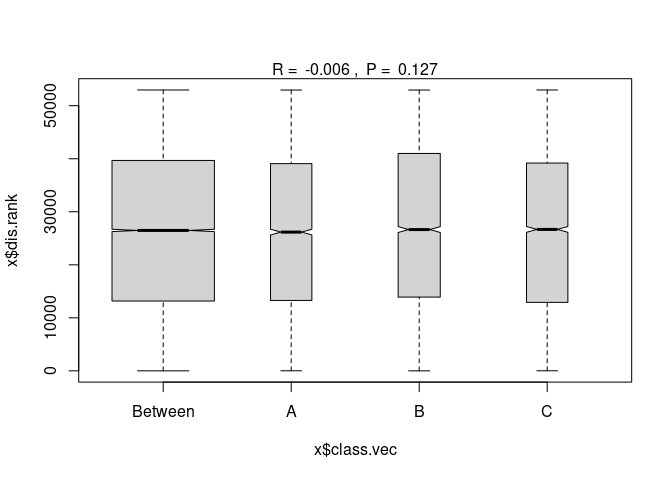 R = -0.006 , P = 0.127
50000
30000
10000
0
x$dis.rank
Between A B C
x$class.vec